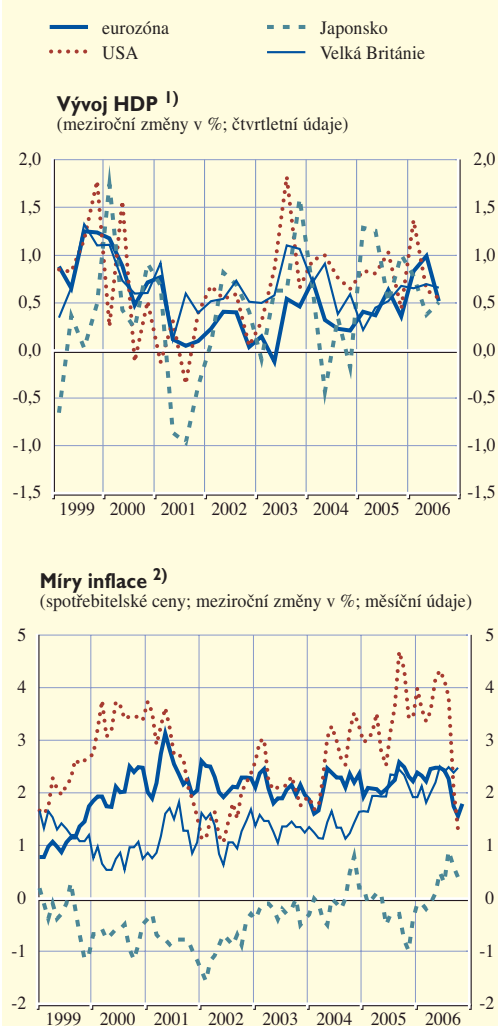 eurozóna
USA
Japonsko
Velká Británie
Vývoj HDP 1)
(meziroční změny v %; čtvrtletní údaje)
2,0 2,0
1,5 1,5
1,0 1,0
0,5 0,5
0,0 0,0
-0,5 -0,5
-1,0 -1,0
-1,5 -1,5
1999 2000 2001 2002 2003 2004 2005 2006
Míry inflace 2)
(spotřebitelské ceny; meziroční změny v %; měsíční údaje)
5 5
4 4
3 3
2 2
1 1
0 0
-1 -1
-2 -2
1999 2000 2001 2002 2003 2004 2005 2006